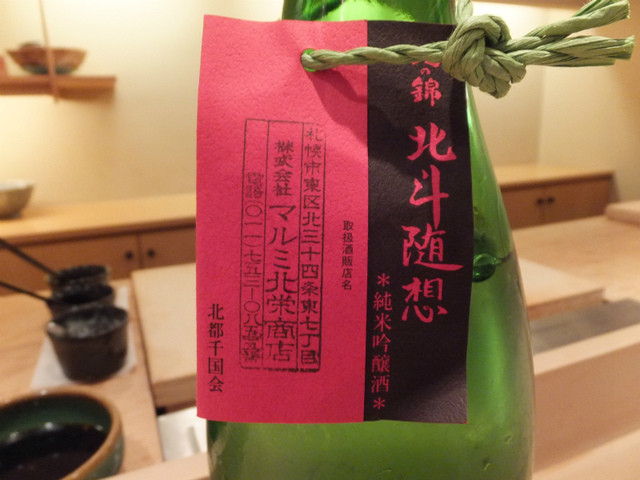 の錦
北斗随想
*純米吟醸酒*
取扱酒販店名
札幌市東区北三十四条東七丁目
株式会社 マルミ北栄商店
北都千国会